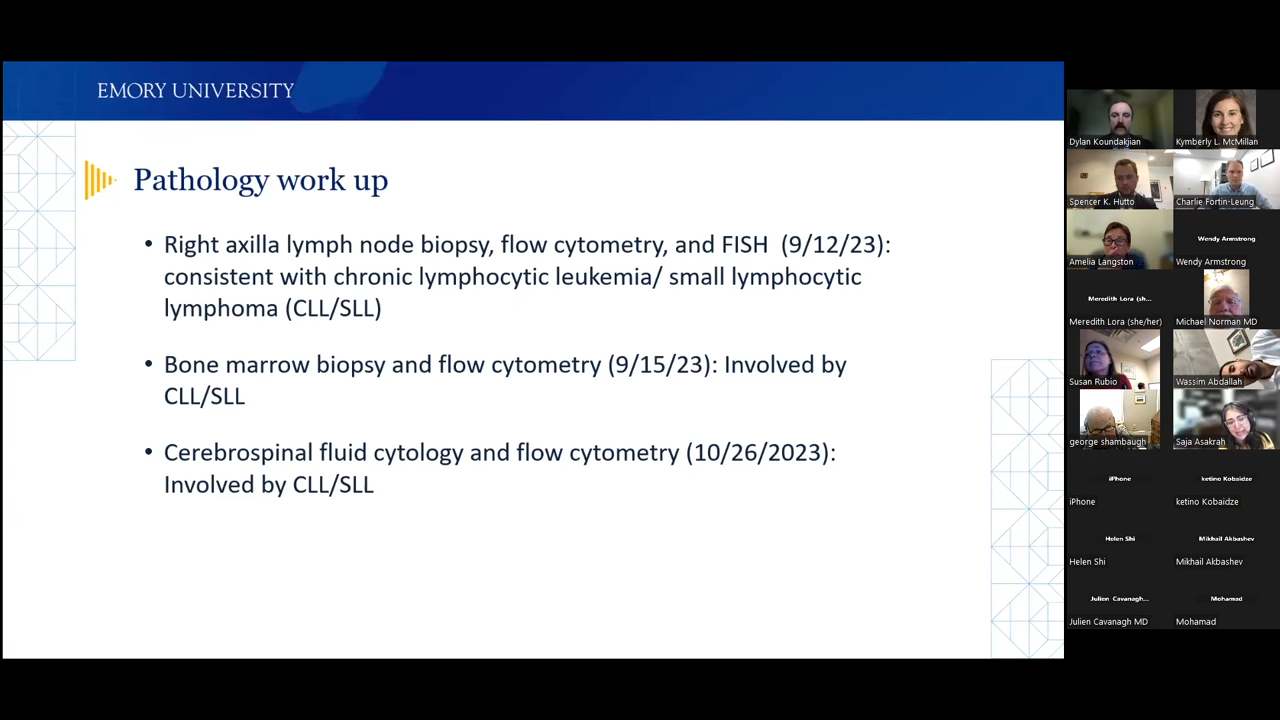 EMORY UNIVERSITY
Pathology work up
• Right axilla lymph node biopsy, flow cytometry, and FISH (9/12/23):
consistent with chronic lymphocytic leukemia/ small lymphocytic
lymphoma (CLL/SLL)
• Bone marrow biopsy and flow cytometry (9/15/23): Involved by
CLL/SLL
• Cerebrospinal fluid cytology and flow cytometry (10/26/2023):
Involved by CLL/SLL
Dylan Koundakjian
Kymberly L. McMillan
Spencer K. Hutto
Charlie Fortin-Leung
Amelia Langston
Wendy Armstrong
Wendy Armstrong
Meredith Lora (sh...
Meredith Lora (she/her)
Michael Norman MD
Susan Rubio
Wassim Abdallah
george shambaugh
Saja Asakrah
iPhone
iPhone
ketino Kobaidze
ketino Kobaidze
Helen Shi
Helen Shi
Mikhail Akbashev
Mikhail Akbashev
Julien Cavanagh...
Julien Cavanagh MD
Mohamad
Mohamad